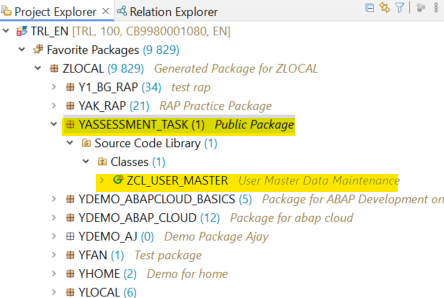 Project Explorer × Relation Explorer
TRL_EN [TRL, 100, CB9980001080, EN]
Favorite Packages (9 829)
ZLOCAL (9 829) Generated Package for ZLOCAL
Y1_BG_RAP (34) test rap
YAK_RAP (21) RAP Practice Package
YASSESSMENT_TASK (1) Public Package
Source Code Library (1)
Classes (1)
ZCL_USER_MASTER User Master Data Maintenance
YDEMO_ABAPCLOUD_BASICS (5) Package for ABAP Development on
YDEMO_ABAP_CLOUD (12) Package for abap cloud
YDEMO_AJ (0) Demo Package Ajay
YFAN (1) Test package
YHOME (2) Demo for home
YLOCAL (6)